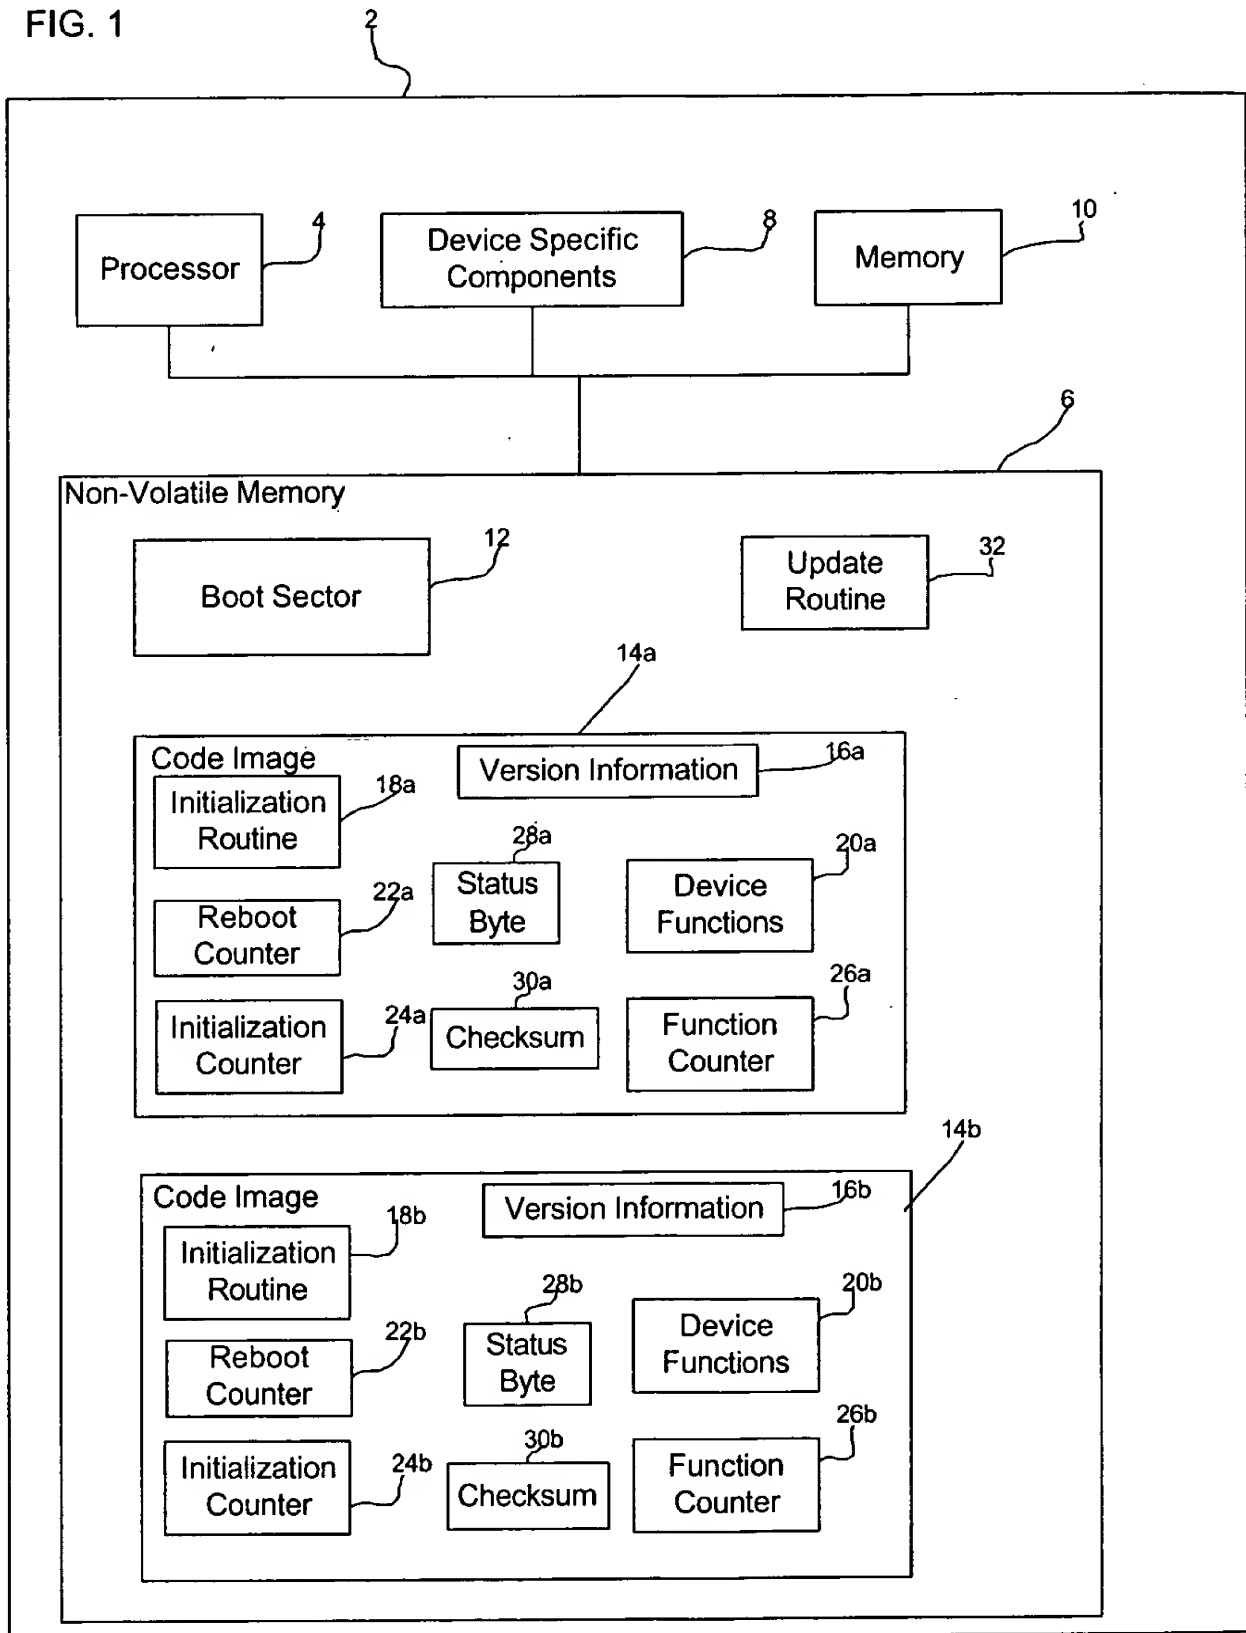 FIG. 1
2
4
8
10
Processor
Device Specific
Components
Memory
6
Non-Volatile Memory
12
32
Boot Sector
Update
Routine
14a
Code Image
Version Information
16a
Initialization
Routine
18a
28a
20a
Status
Byte
Device
Functions
22a
Reboot
Counter
30a
26a
Initialization
Counter
24a
Checksum
Function
Counter
14b
Code Image
Version Information
16b
18b
Initialization
Routine
28b
20b
Status
Byte
Device
Functions
22b
Reboot
Counter
30b
26b
Initialization
Counter
24b
Checksum
Function
Counter